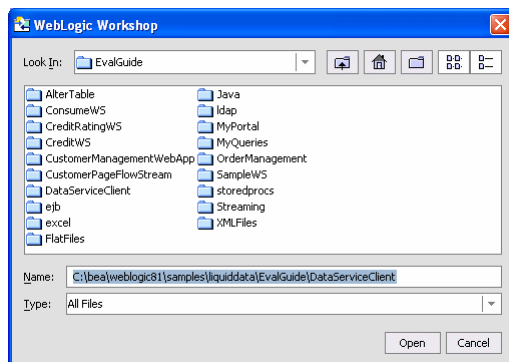 WebLogic Workshop
Look In: EvalGuide
AlterTable
ConsumeWS
CreditRatingWS
CreditWS
CustomerManagementWebApp
CustomerPageFlowStream
DataServiceClient
ejb
excel
FlatFiles
Java
ldap
MyPortal
MyQueries
OrderManagement
SampleWS
storedprocs
Streaming
XMLFiles
Name: C:\bea\weblogic81\samples\liquiddata\EvalGuide\DataServiceClient
Type: All Files
Open Cancel